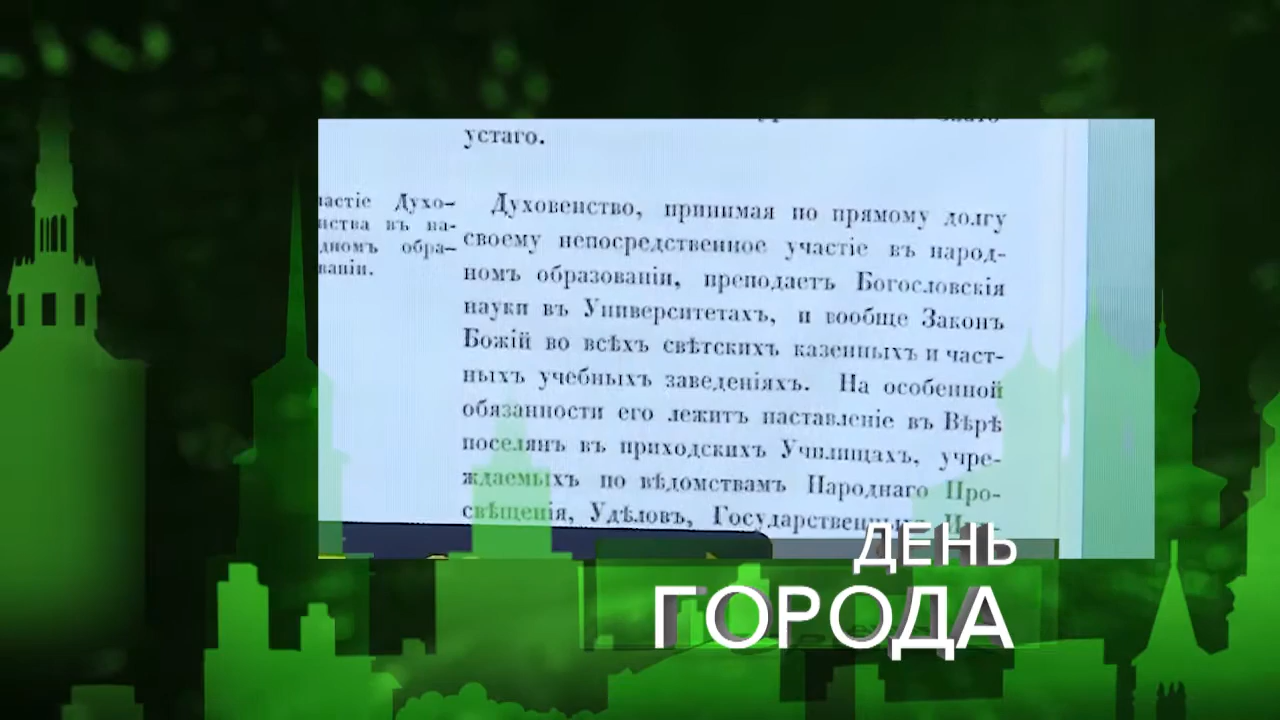 устаго.
астіе Духо-
нства въ на-
дномъ обра-
ваніи.
Духовенство, принимая по прямому долгу
своему непосредственное участіе въ народ-
номъ образованіи, преподаетъ Богословскія
науки въ Университетахъ, и вообще Законъ
Божій во всѣхъ свѣтскихъ казенныхъ и част-
ныхъ учебныхъ заведеніяхъ. На особенной
обязанности его лежитъ наставленіе въ Вѣрѣ
поселянъ въ приходскихъ Училищахъ, учре-
ждаемыхъ по вѣдомствамъ Народнаго Про-
свѣщенія, Удѣловъ,
ДЕНЬ
ГОРОДА